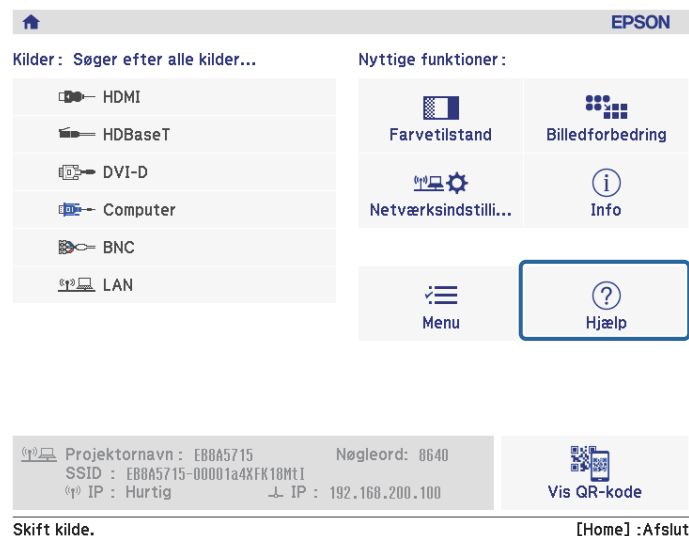 EPSON
Kilder: Søger efter alle kilder...
HDMI
HDBaseT
DVI-D
Computer
BNC
LAN
Nyttige funktioner:
Farvetilstand
Billedforbedring
Netværksindstilli...
Info
Menu
Hjælp
Projektornavn : EB8A5715 Nøgleord: 8640
SSID : EB8A5715-00001a4XFK18MtI
IP : Hurtig IP : 192.168.200.100
Vis QR-kode
Skift kilde. [Home] :Afslut